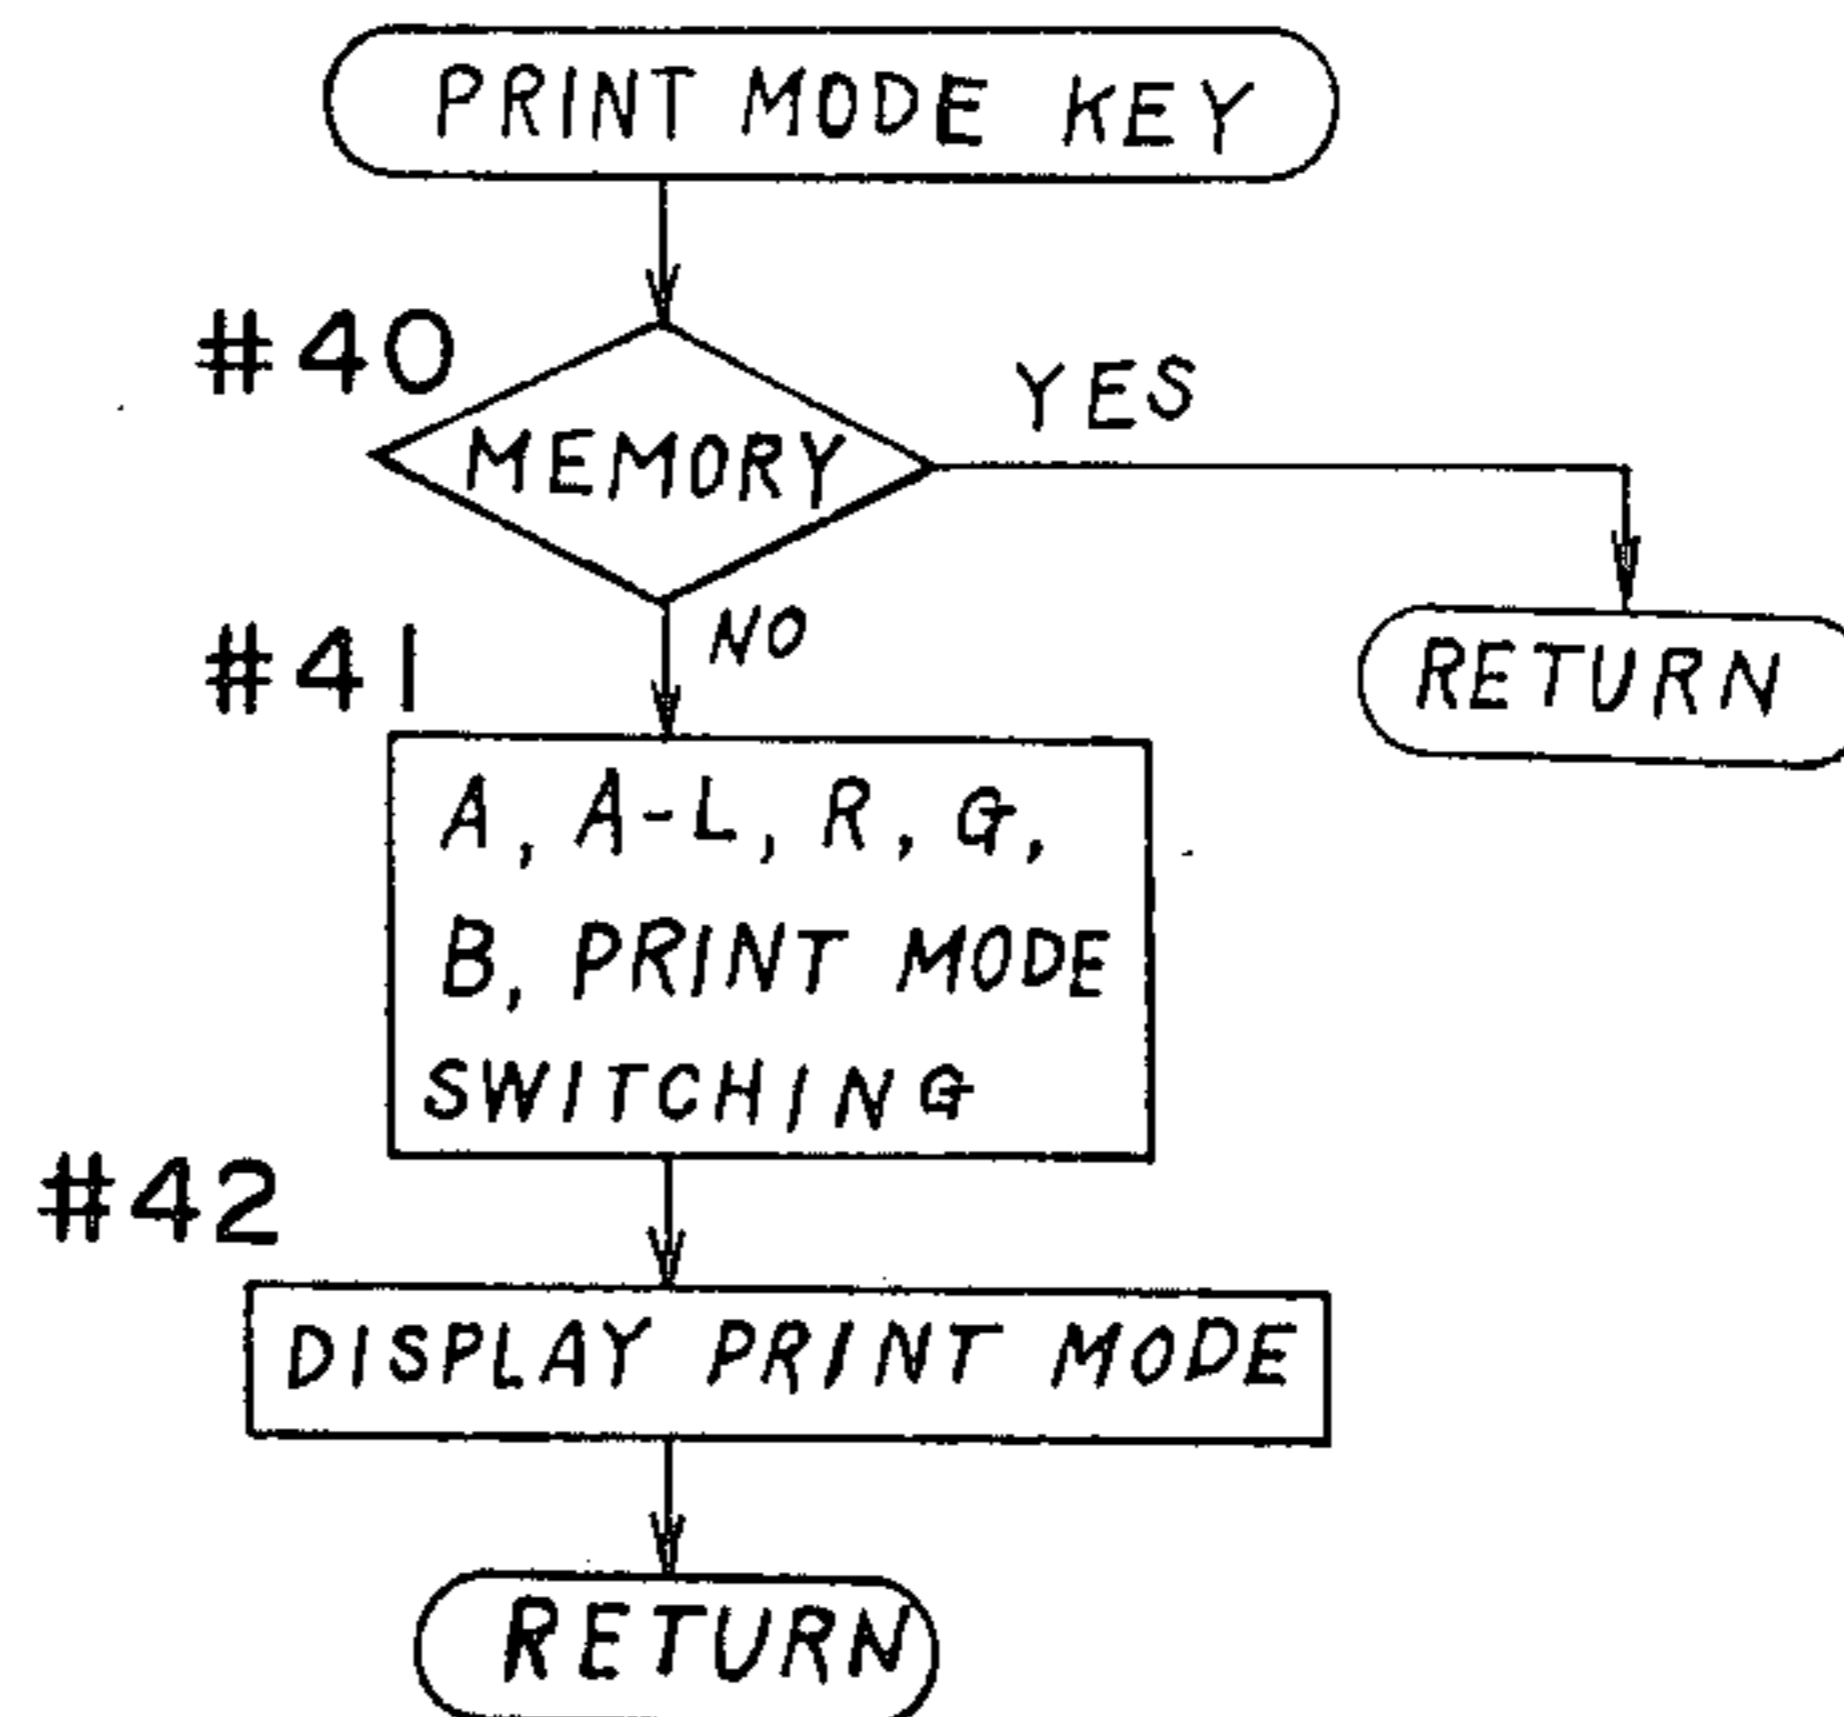 PRINT MODE KEY
#40
MEMORY
YES
#41
NO
RETURN
A, A-L, R, G,
B, PRINT MODE
SWITCHING
#42
DISPLAY PRINT MODE
RETURN